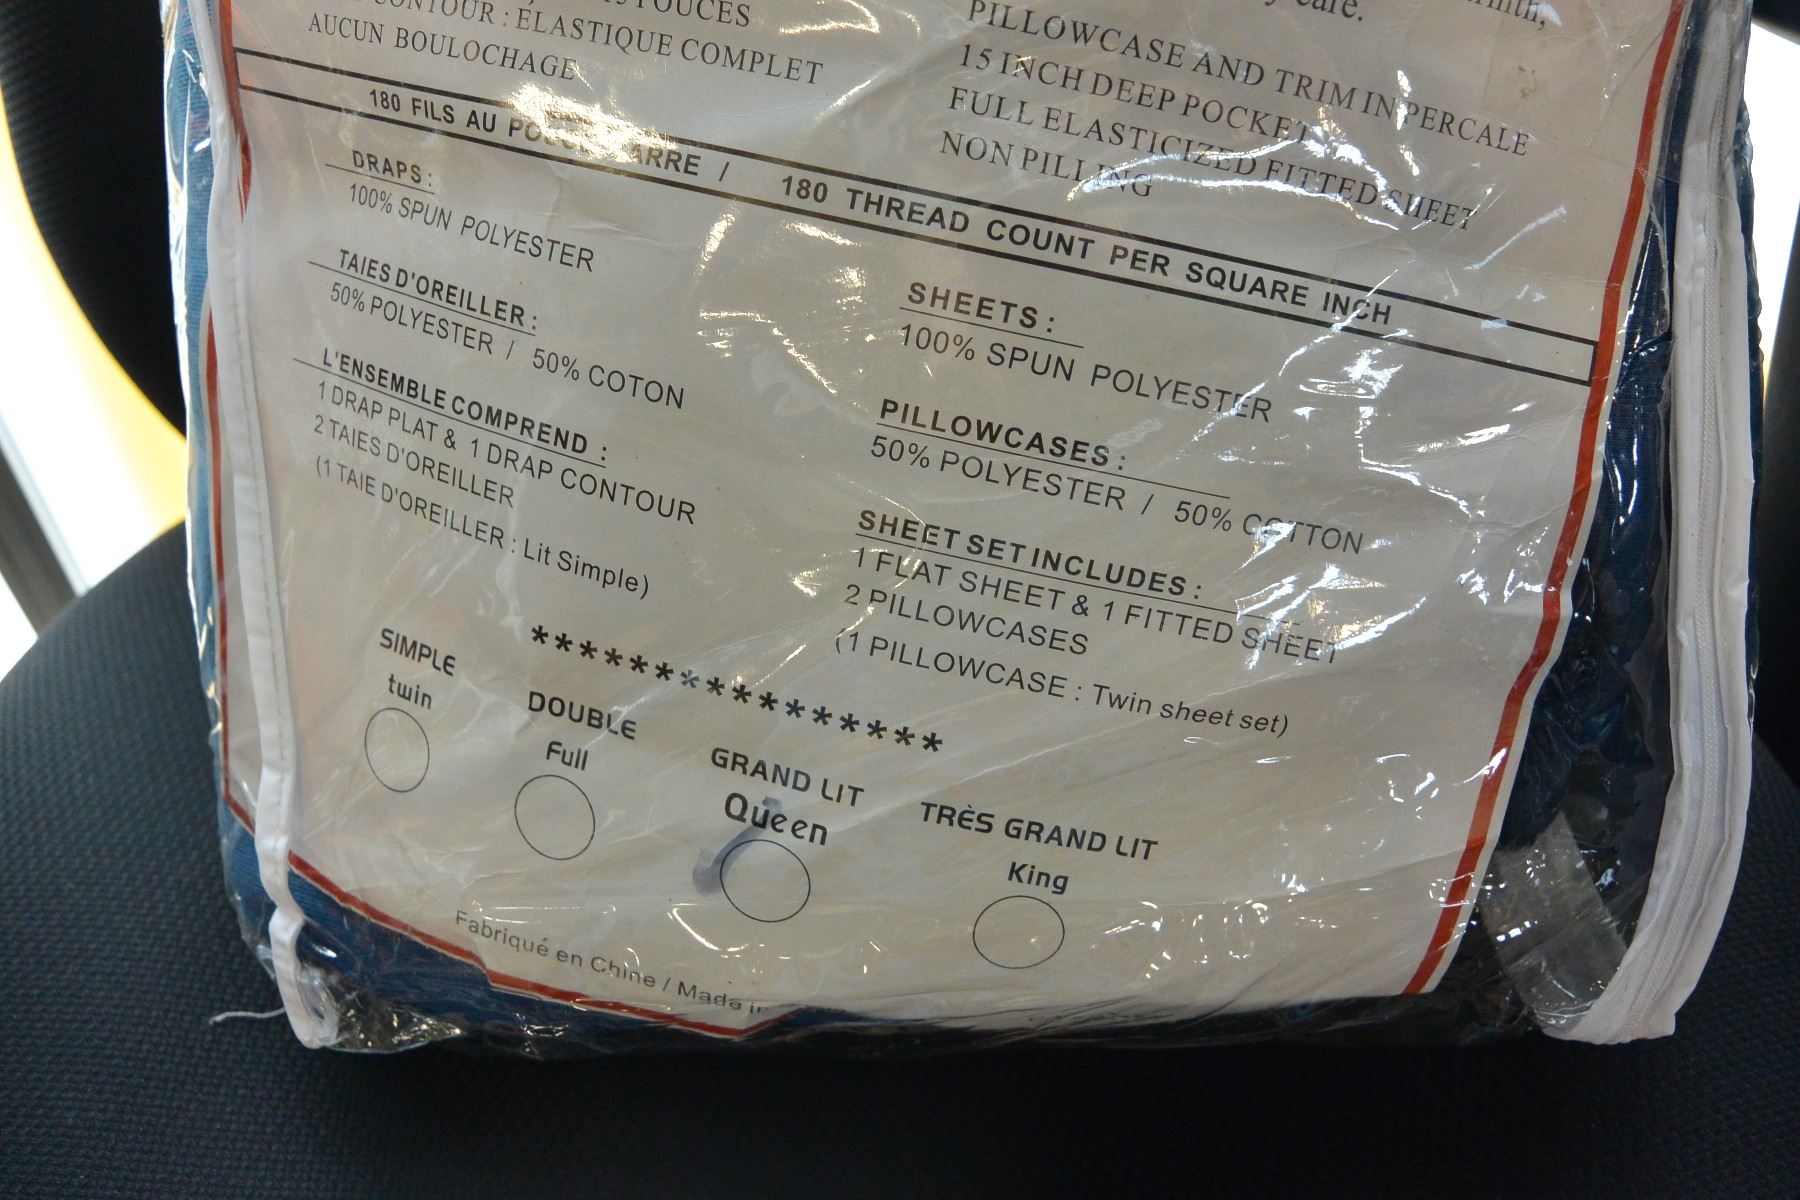 POUCES
CONTOUR : ÉLASTIQUE COMPLET
AUCUN BOULOCHAGE
care.
PILLOWCASE AND TRIM IN PERCALE
15 INCH DEEP POCKET
FULL ELASTICIZED FITTED SHEET
NON PILLING
180 FILS AU / 180 THREAD COUNT PER SQUARE INCH
DRAPS :
100% SPUN POLYESTER
TAIES D'OREILLER :
50% POLYESTER / 50% COTON
L'ENSEMBLE COMPREND :
1 DRAP PLAT & 1 DRAP CONTOUR
2 TAIES D'OREILLER
(1 TAIE D'OREILLER : Lit Simple)
SHEETS :
100% SPUN POLYESTER
PILLOWCASES :
50% POLYESTER / 50% COTTON
SHEET SET INCLUDES :
1 FLAT SHEET & 1 FITTED SHEET
2 PILLOWCASES
(1 PILLOWCASE : Twin sheet set)
****************
SIMPLE
twin
DOUBLE
Full
GRAND LIT
Queen
TRÈS GRAND LIT
King
Fabriqué en Chine / Made in